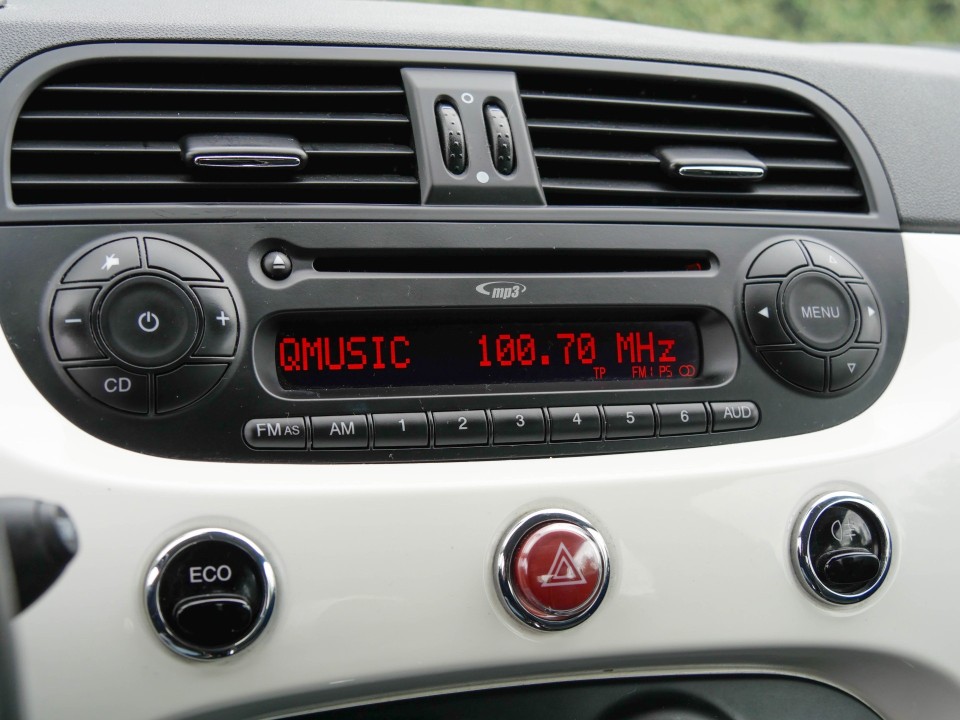 mp3
QMUSIC 100.70 MHz
TP FM1 P5
− + MENU
CD
FM AS AM 1 2 3 4 5 6 AUD
ECO